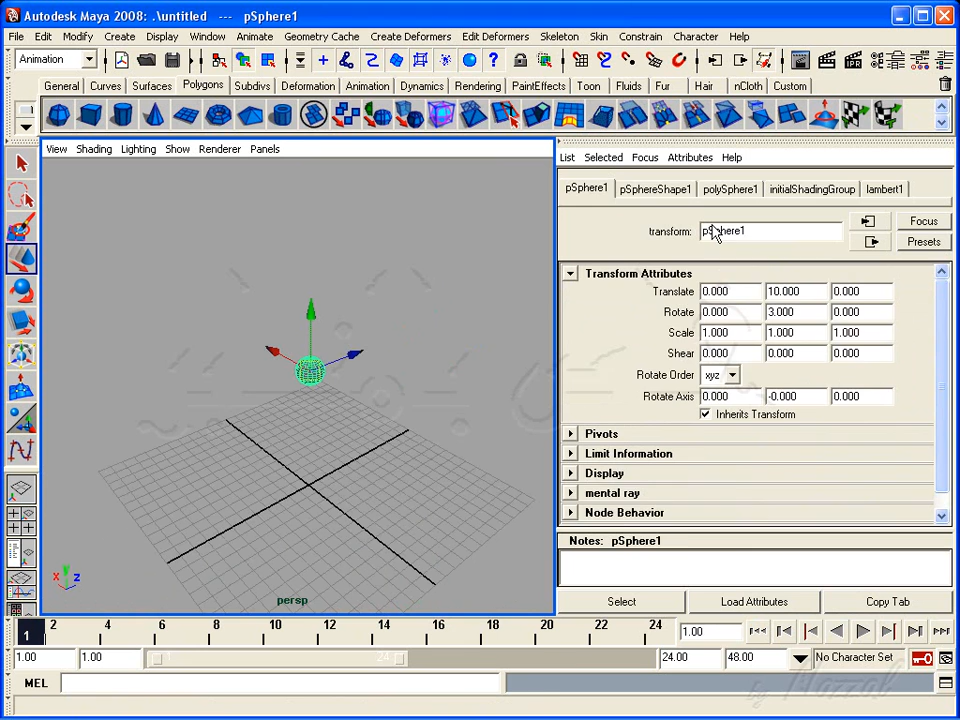 Autodesk Maya 2008: .\untitled --- pSphere1
File Edit Modify Create Display Window Animate Geometry Cache Create Deformers Edit Deformers Skeleton Skin Constrain Character Help
Animation
General Curves Surfaces Polygons Subdivs Deformation Animation Dynamics Rendering PaintEffects Toon Fluids Fur Hair nCloth Custom
View Shading Lighting Show Renderer Panels
List Selected Focus Attributes Help
pSphere1 pSphereShape1 polySphere1 initialShadingGroup lambert1
transform: pSphere1 Focus
Presets
Transform Attributes
Translate 0.000 10.000 0.000
Rotate 0.000 3.000 0.000
Scale 1.000 1.000 1.000
Shear 0.000 0.000 0.000
Rotate Order xyz
Rotate Axis 0.000 -0.000 0.000
Inherits Transform
Pivots
Limit Information
Display
mental ray
Node Behavior
Notes: pSphere1
x y z
persp
Select Load Attributes Copy Tab
1 2 4 6 8 10 12 14 16 18 20 22 24 1.00
1.00 1.00 1 24 24.00 48.00 No Character Set
MEL
by Mazzal